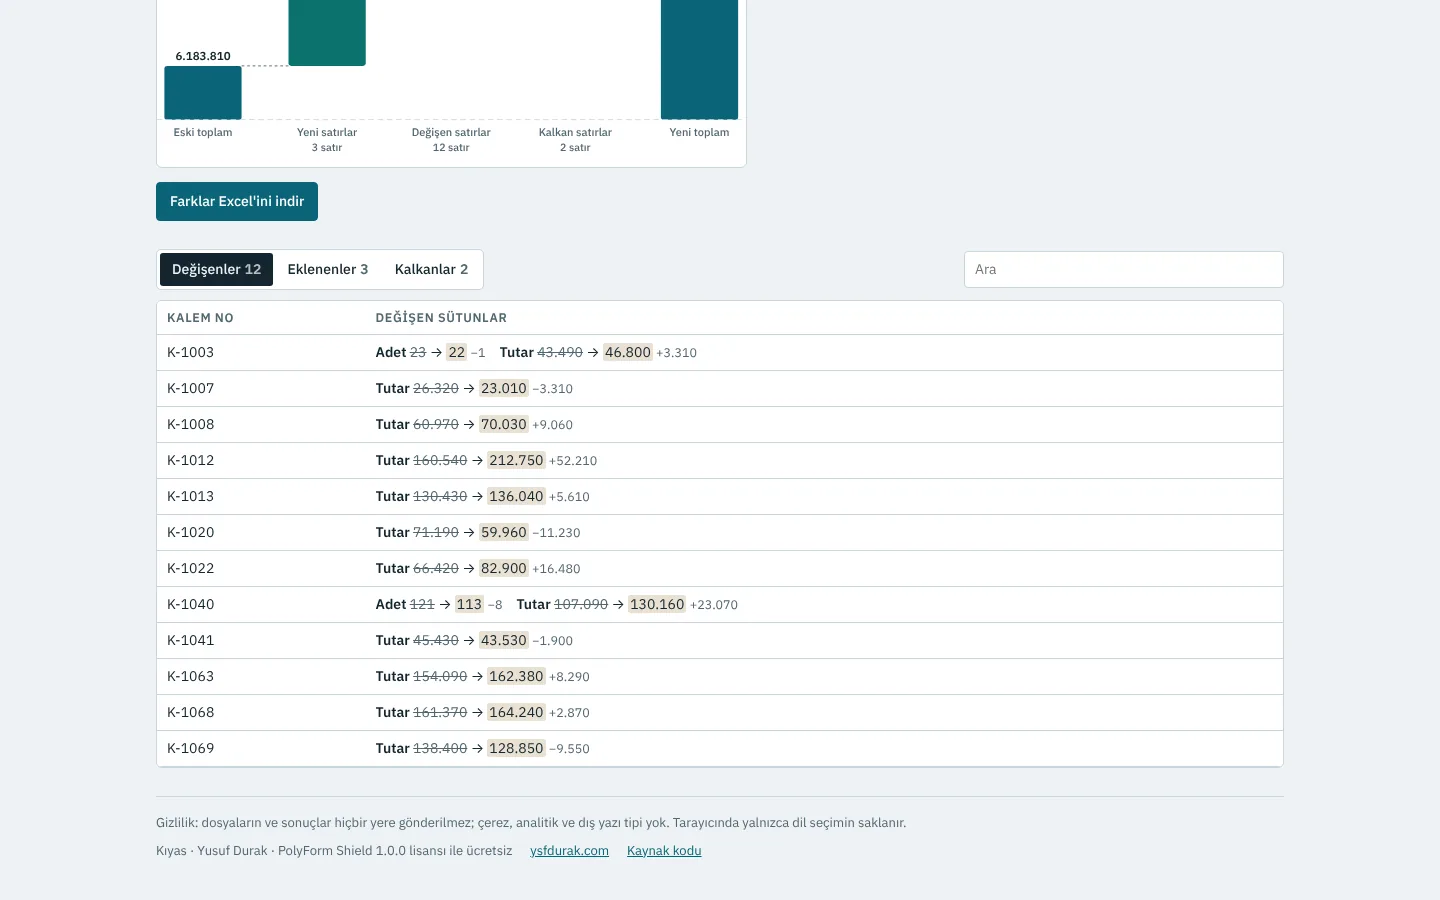 6.183.810
Eski toplam
Yeni satırlar
3 satır
Değişen satırlar
12 satır
Kalkan satırlar
2 satır
Yeni toplam
Farklar Excel'ini indir
Değişenler 12 Eklenenler 3 Kalkanlar 2
Ara
KALEM NO DEĞİŞEN SÜTUNLAR
K-1003 Adet 23 → 22 −1 Tutar 43.490 → 46.800 +3.310
K-1007 Tutar 26.320 → 23.010 −3.310
K-1008 Tutar 60.970 → 70.030 +9.060
K-1012 Tutar 160.540 → 212.750 +52.210
K-1013 Tutar 130.430 → 136.040 +5.610
K-1020 Tutar 71.190 → 59.960 −11.230
K-1022 Tutar 66.420 → 82.900 +16.480
K-1040 Adet 121 → 113 −8 Tutar 107.090 → 130.160 +23.070
K-1041 Tutar 45.430 → 43.530 −1.900
K-1063 Tutar 154.090 → 162.380 +8.290
K-1068 Tutar 161.370 → 164.240 +2.870
K-1069 Tutar 138.400 → 128.850 −9.550
Gizlilik: dosyaların ve sonuçlar hiçbir yere gönderilmez; çerez, analitik ve dış yazı tipi yok. Tarayıcında yalnızca dil seçimin saklanır.
Kıyas · Yusuf Durak · PolyForm Shield 1.0.0 lisansı ile ücretsiz ysfdurak.com Kaynak kodu